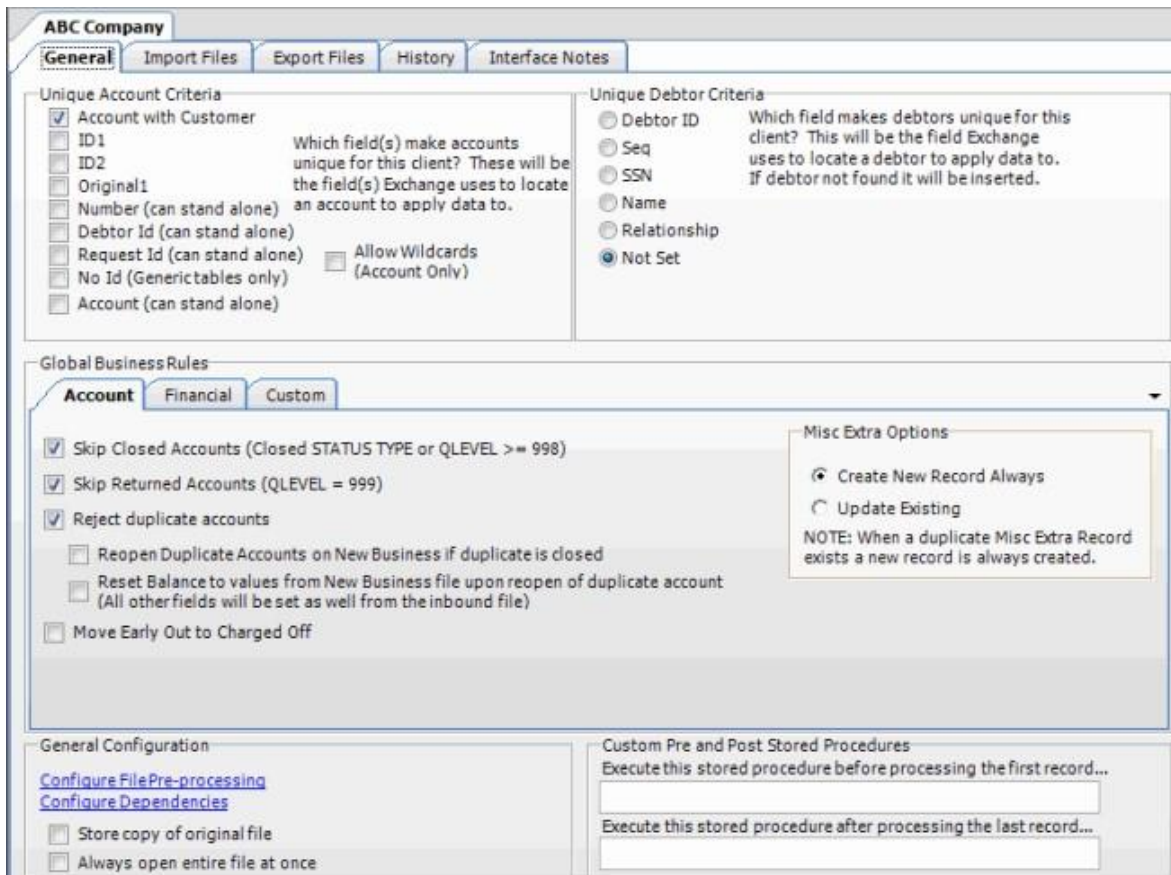 ABC Company
General
Import Files
Export Files
History
Interface Notes
Unique Account Criteria
Account with Customer
ID1
ID2
Original1
Number (can stand alone)
Debtor Id (can stand alone)
Request Id (can stand alone)
No Id (Generic tables only)
Account (can stand alone)
Which field(s) make accounts
unique for this client? These will be
the field(s) Exchange uses to locate
an account to apply data to.
Allow Wildcards
(Account Only)
Unique Debtor Criteria
Debtor ID
Seq
SSN
Name
Relationship
Not Set
Which field makes debtors unique for this
client? This will be the field Exchange
uses to locate a debtor to apply data to.
If debtor not found it will be inserted.
Global Business Rules
Account
Financial
Custom
Skip Closed Accounts (Closed STATUS TYPE or QLEVEL >= 998)
Skip Returned Accounts (QLEVEL = 999)
Reject duplicate accounts
Reopen Duplicate Accounts on New Business if duplicate is closed
Reset Balance to values from New Business file upon reopen of duplicate account
(All other fields will be set as well from the inbound file)
Move Early Out to Charged Off
Misc Extra Options
Create New Record Always
Update Existing
NOTE: When a duplicate Misc Extra Record
exists a new record is always created.
General Configuration
Configure File Pre-processing
Configure Dependencies
Store copy of original file
Always open entire file at once
Custom Pre and Post Stored Procedures
Execute this stored procedure before processing the first record...
Execute this stored procedure after processing the last record...